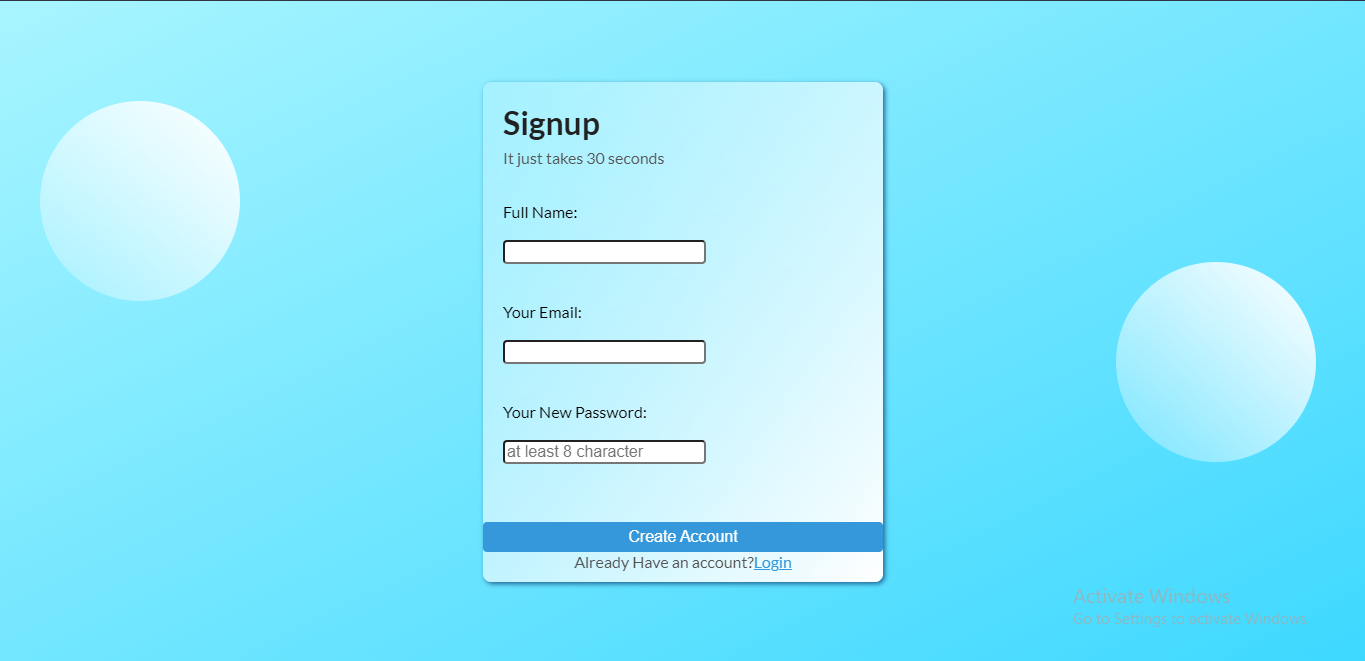 Signup
It just takes 30 seconds
Full Name:
Your Email:
Your New Password:
at least 8 character
Create Account
Already Have an account?Login
Activate Windows
Go to Settings to activate Windows.